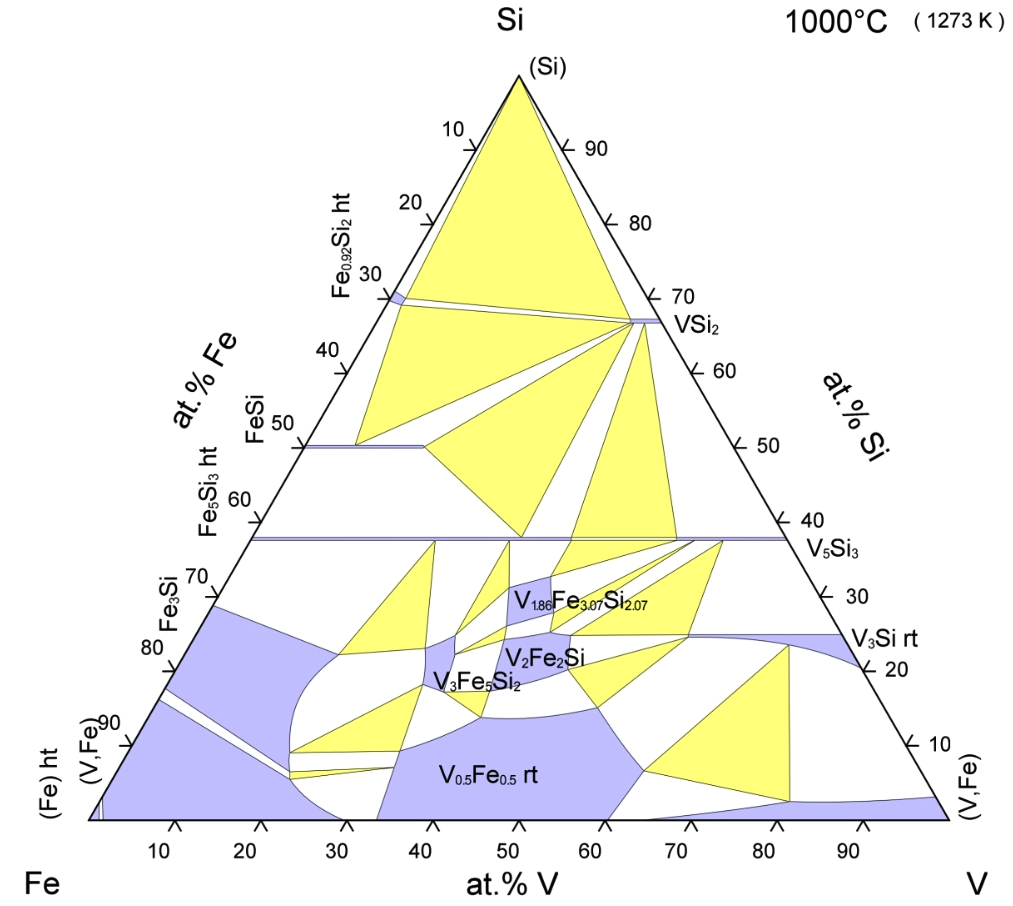 Si
1000°C ( 1273 K )
(Si)
10
90
20
80
Fe0.92Si2 ht
30
70
VSi2
40
60
at. % Fe
at. % Si
FeSi
50
50
Fe5Si3 ht
60
40
V5Si3
Fe3Si
70
30
V1.86Fe3.07Si2.07
V3Si rt
80
20
V2Fe2Si
V3Fe5Si2
90
10
(Fe) ht
(V,Fe)
V0.5Fe0.5 rt
(V,Fe)
10 20 30 40 50 60 70 80 90
Fe at.% V V